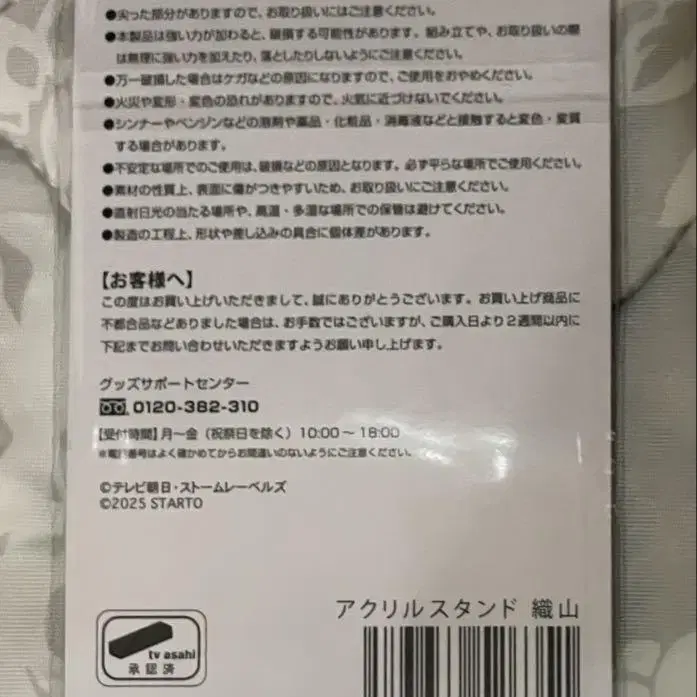 ●尖った部分がありますので、お取り扱いにはご注意ください。
●本製品は強い力が加わると、破損する可能性があります。組み立てや、お取り扱いの際
は無理に強い力を加えたり、落としたりしないようにご注意ください。
●万一破損した場合はケガなどの原因になりますので、ご使用をおやめください。
●火災や変形・変色の恐れがありますので、火気に近づけないでください。
●シンナーやベンジンなどの溶剤や薬品・化粧品・消毒液などと接触すると変色・変質
する場合があります。
●不安定な場所でのご使用は、破損などの原因となります。必ず平らな場所でご使用ください。
●素材の性質上、表面に傷がつきやすいため、お取り扱いにご注意ください。
●直射日光の当たる場所や、高温・多湿な場所での保管は避けてください。
●製造の工程上、形状や差し込みの具合に個体差があります。
【お客様へ】
この度はお買い上げいただきまして、誠にありがとうございます。お買い上げ商品に
不都合品などありました場合は、お手数ではございますが、ご購入日より2週間以内に
下記までお問い合わせいただきますようお願い申し上げます。
グッズサポートセンター
0120-382-310
【受付時間】月～金（祝祭日を除く）10:00～18:00
※電話番号はよく確かめてからお間違いのないようにご注意ください。
©テレビ朝日・ストームレーベルズ
©2025 STARTO
アクリルスタンド 織山
tv asahi
承認済